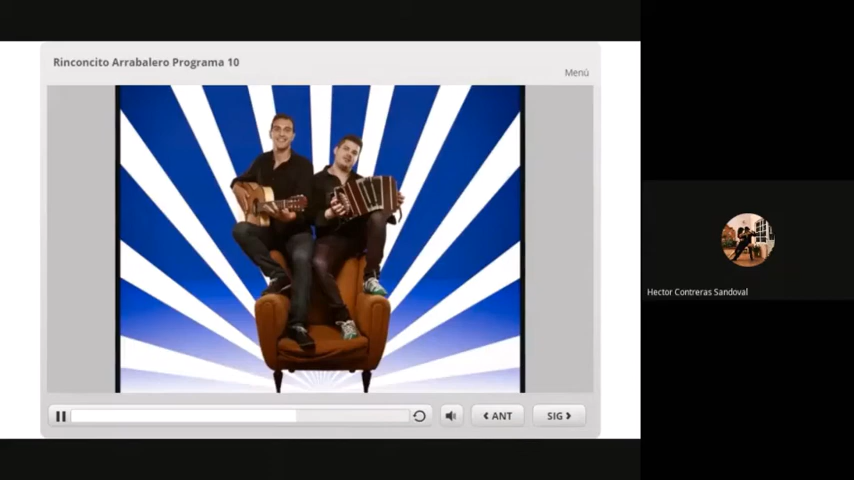 Rinconcito Arrabalero Programa 10
Menú
Hector Contreras Sandoval
ANT
SIG